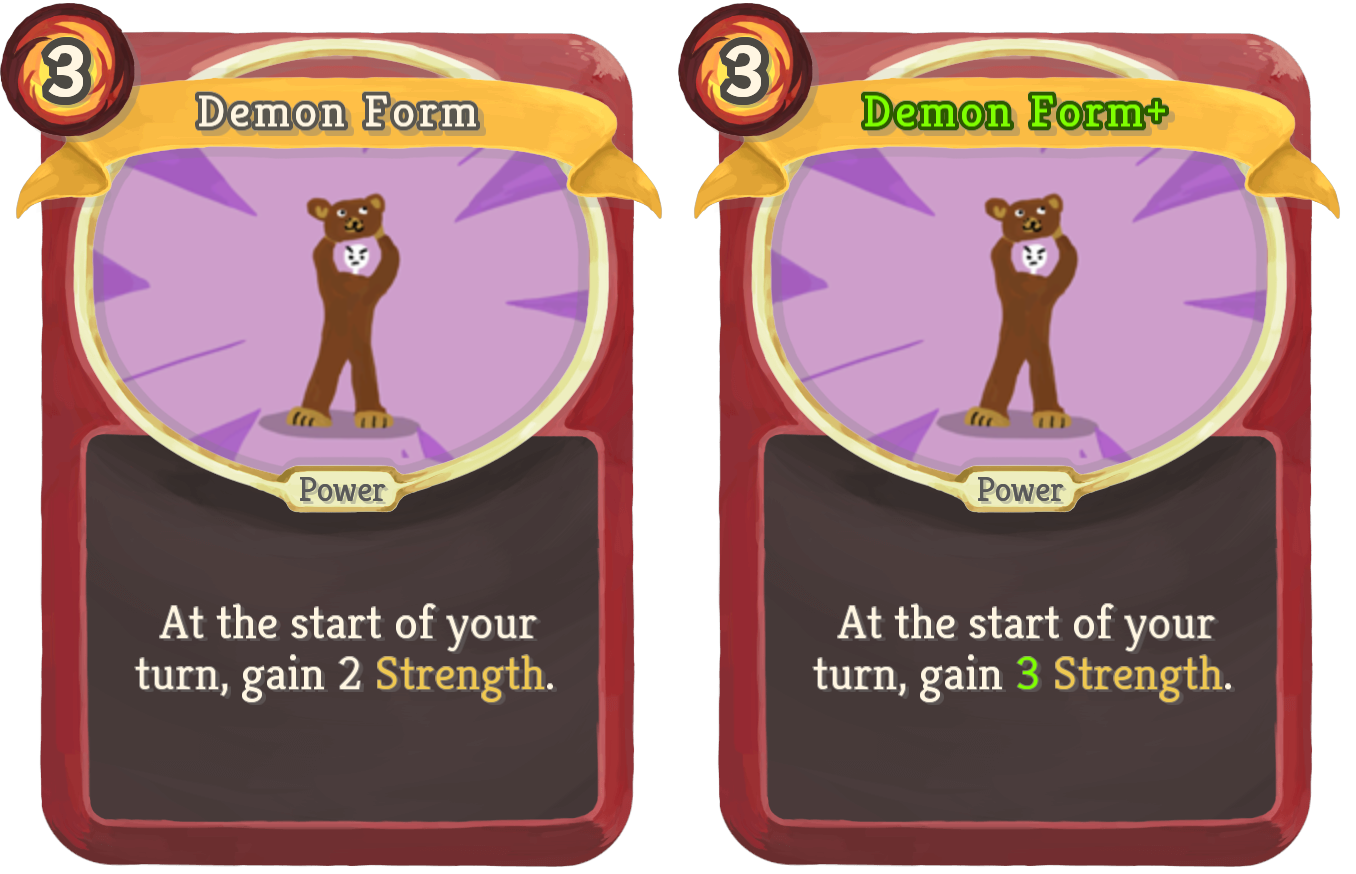 3
Demon Form
Power
At the start of your
turn, gain 2 Strength.
3
Demon Form+
Power
At the start of your
turn, gain 3 Strength.